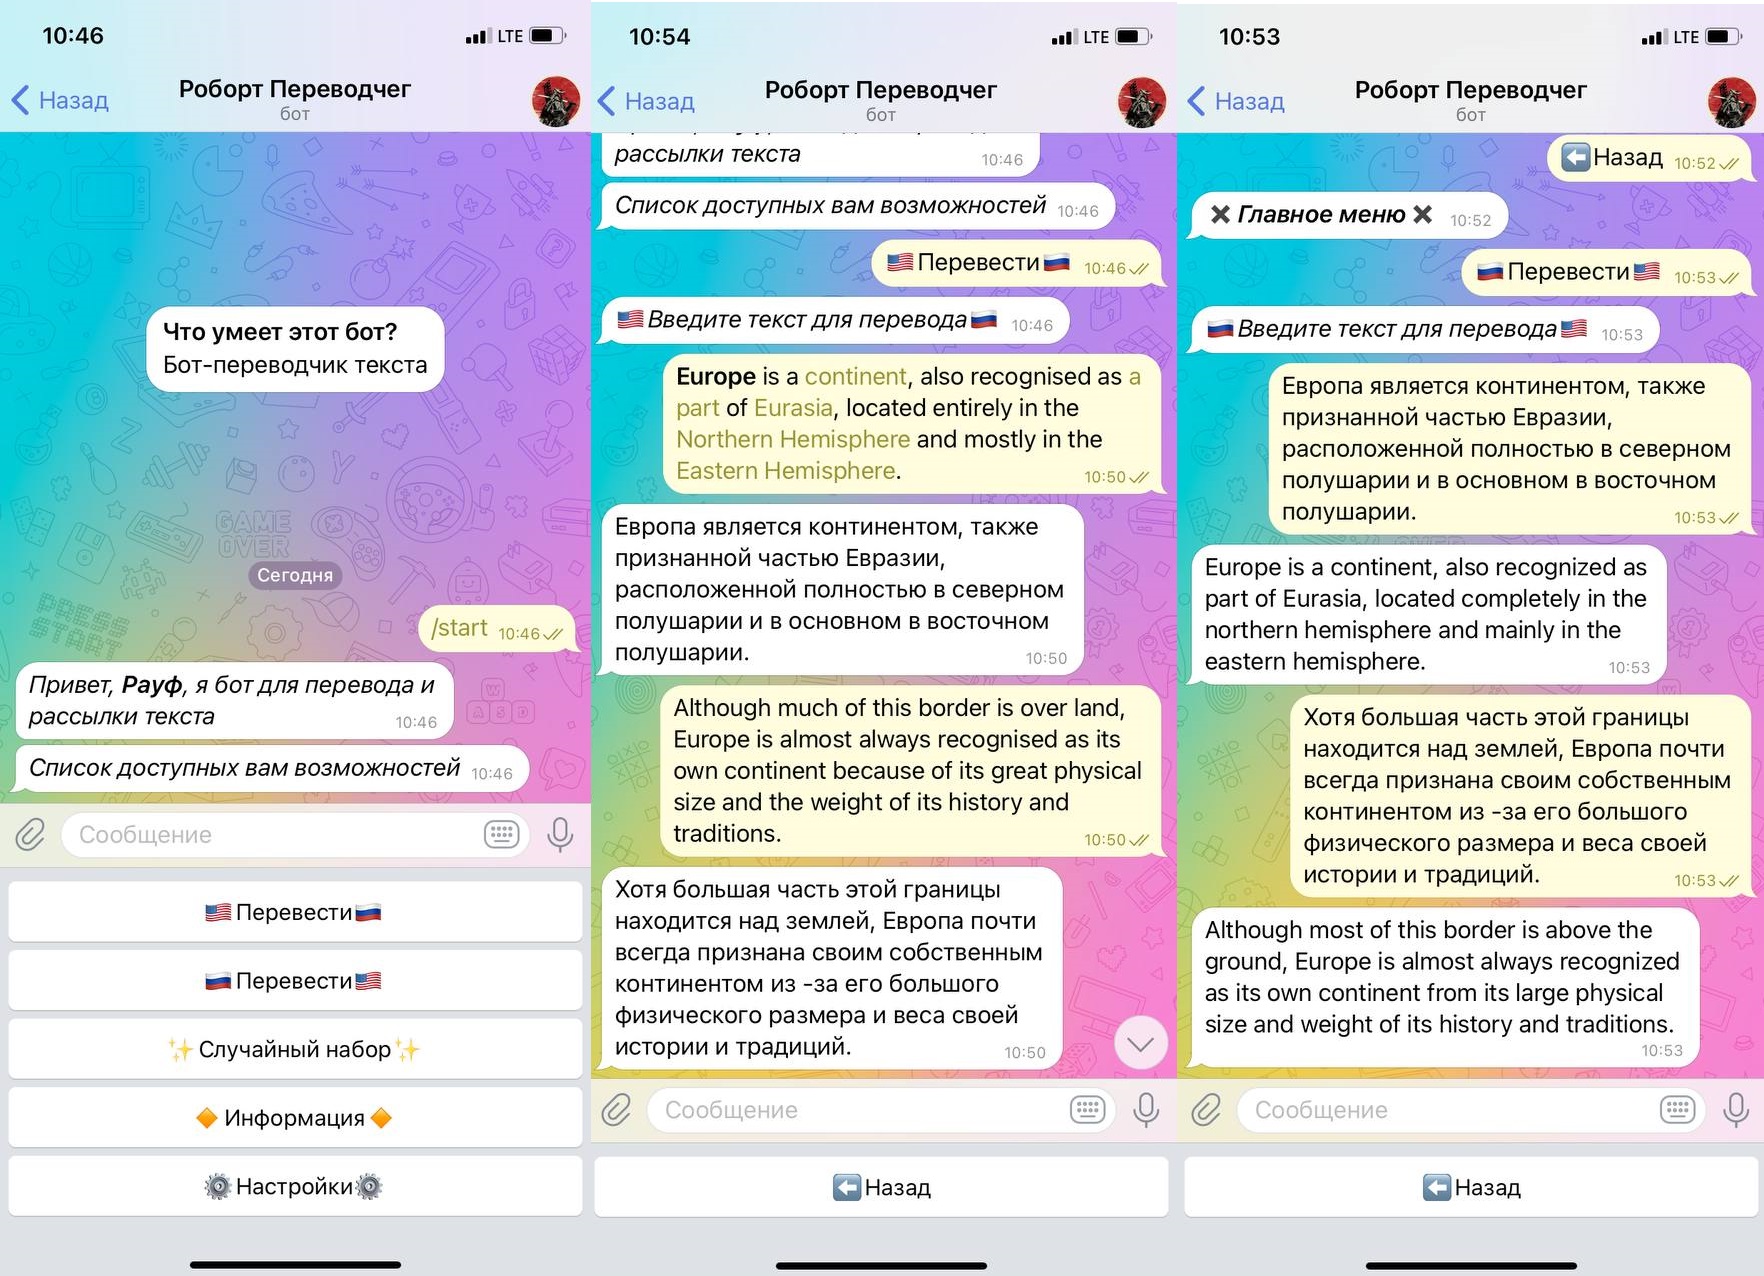 10:46
LTE
Назад
Роборт Переводчег
бот
GAME
OVER
Что умеет этот бот?
Бот-переводчик текста
Сегодня
PRESS
START
/start 10:46
Привет, Рауф, я бот для перевода и
рассылки текста 10:46
W
A S D
Список доступных вам возможностей 10:46
Сообщение
🇺🇸Перевести🇷🇺
🇷🇺Перевести🇺🇸
✨Случайный набор✨
🔶Информация🔶
⚙️Настройки⚙️
10:54
LTE
Назад
Роборт Переводчег
бот
рассылки текста 10:46
Список доступных вам возможностей 10:46
🇺🇸Перевести🇷🇺 10:46
🇺🇸Введите текст для перевода🇷🇺 10:46
Europe is a continent, also recognised as a
part of Eurasia, located entirely in the
Northern Hemisphere and mostly in the
Eastern Hemisphere. 10:50
Европа является континентом, также
признанной частью Евразии,
расположенной полностью в северном
полушарии и в основном в восточном
полушарии. 10:50
Although much of this border is over land,
Europe is almost always recognised as its
own continent because of its great physical
size and the weight of its history and
traditions. 10:50
Хотя большая часть этой границы
находится над землей, Европа почти
всегда признана своим собственным
континентом из -за его большого
физического размера и веса своей
истории и традиций. 10:50
Сообщение
⬅️Назад
10:53
LTE
Назад
Роборт Переводчег
бот
⬅️Назад 10:52
✖️ Главное меню ✖️ 10:52
🇷🇺Перевести🇺🇸 10:53
🇷🇺Введите текст для перевода🇺🇸 10:53
Европа является континентом, также
признанной частью Евразии,
расположенной полностью в северном
полушарии и в основном в восточном
полушарии. 10:53
Europe is a continent, also recognized as
part of Eurasia, located completely in the
northern hemisphere and mainly in the
eastern hemisphere. 10:53
Хотя большая часть этой границы
находится над землей, Европа почти
всегда признана своим собственным
континентом из -за его большого
физического размера и веса своей
истории и традиций. 10:53
Although most of this border is above the
ground, Europe is almost always recognized
as its own continent from its large physical
size and weight of its history and traditions.
10:53
Сообщение
⬅️Назад